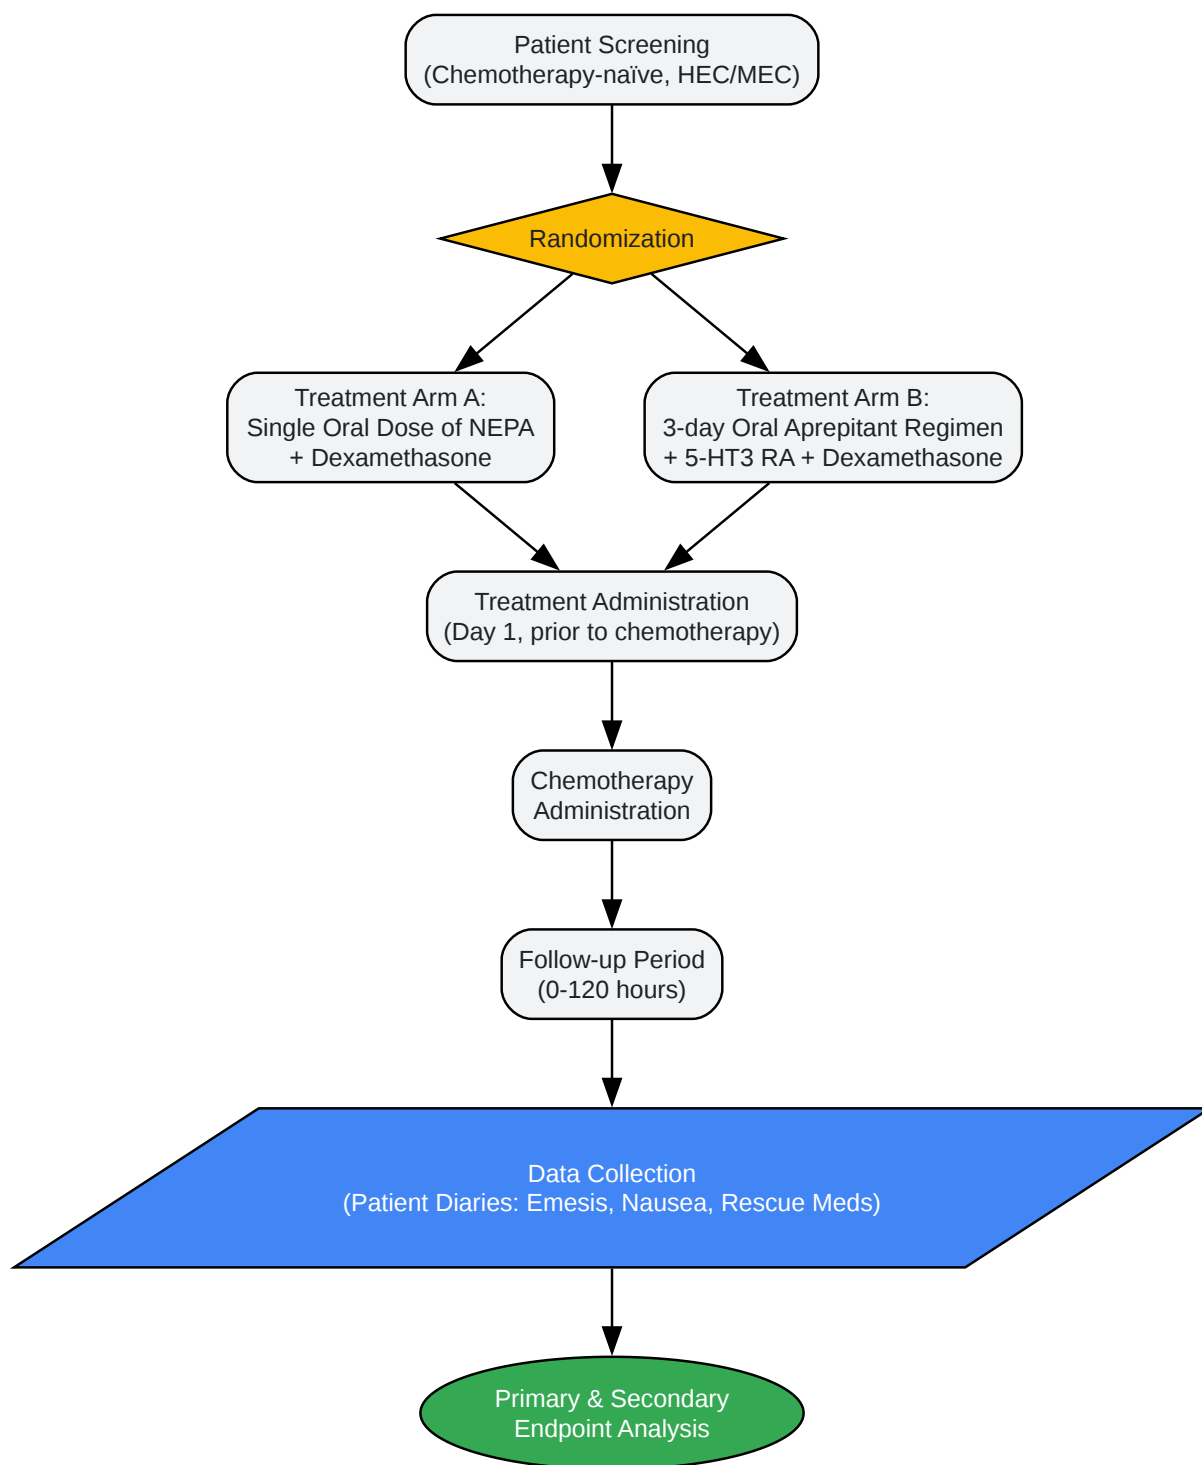 Patient Screening
(Chemotherapy-naïve, HEC/MEC)
Randomization
Treatment Arm A:
Single Oral Dose of NEPA
+ Dexamethasone
Treatment Arm B:
3-day Oral Aprepitant Regimen
+ 5-HT3 RA + Dexamethasone
Treatment Administration
(Day 1, prior to chemotherapy)
Chemotherapy
Administration
Follow-up Period
(0-120 hours)
Data Collection
(Patient Diaries: Emesis, Nausea, Rescue Meds)
Primary & Secondary
Endpoint Analysis